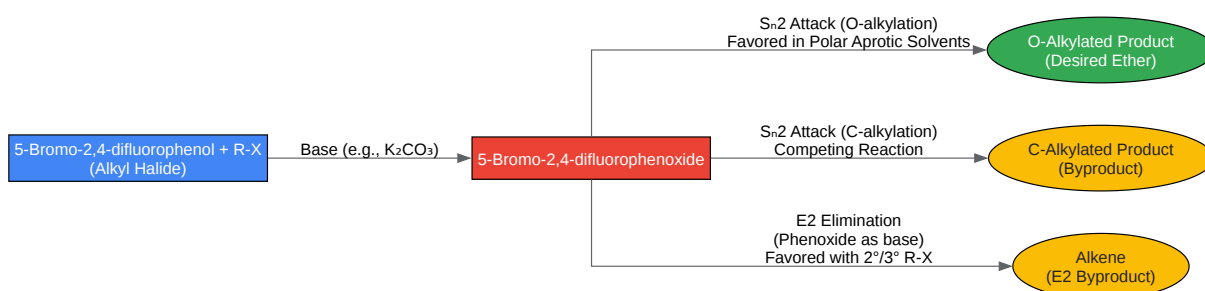 5-Bromo-2,4-difluorophenol + R-X
(Alkyl Halide)
Base (e.g., K₂CO₃)
5-Bromo-2,4-difluorophenoxide
Sₙ2 Attack (O-alkylation)
Favored in Polar Aprotic Solvents
O-Alkylated Product
(Desired Ether)
Sₙ2 Attack (C-alkylation)
Competing Reaction
C-Alkylated Product
(Byproduct)
E2 Elimination
(Phenoxide as base)
Favored with 2°/3° R-X
Alkene
(E2 Byproduct)